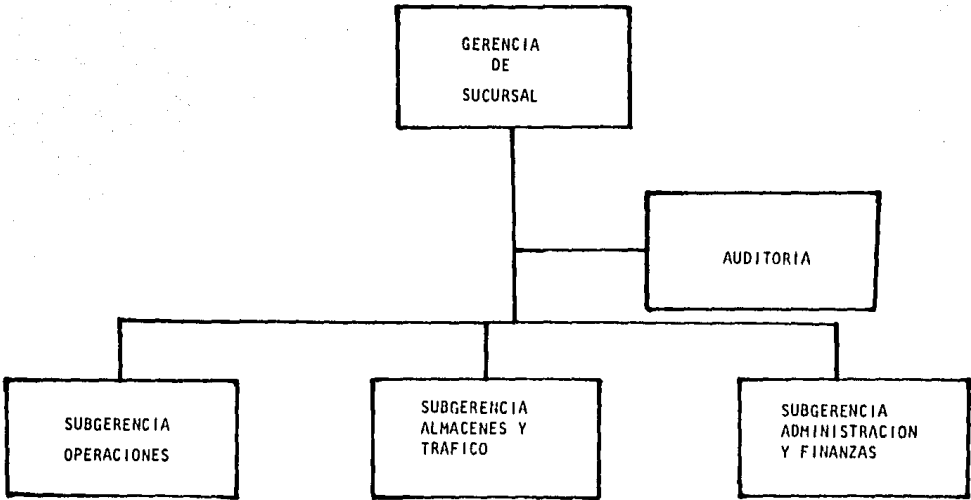 GERENCIA
DE
SUCURSAL
AUDITORIA
SUBGERENCIA
OPERACIONES
SUBGERENCIA
ALMACENES Y
TRAFICO
SUBGERENCIA
ADMINISTRACION
Y FINANZAS